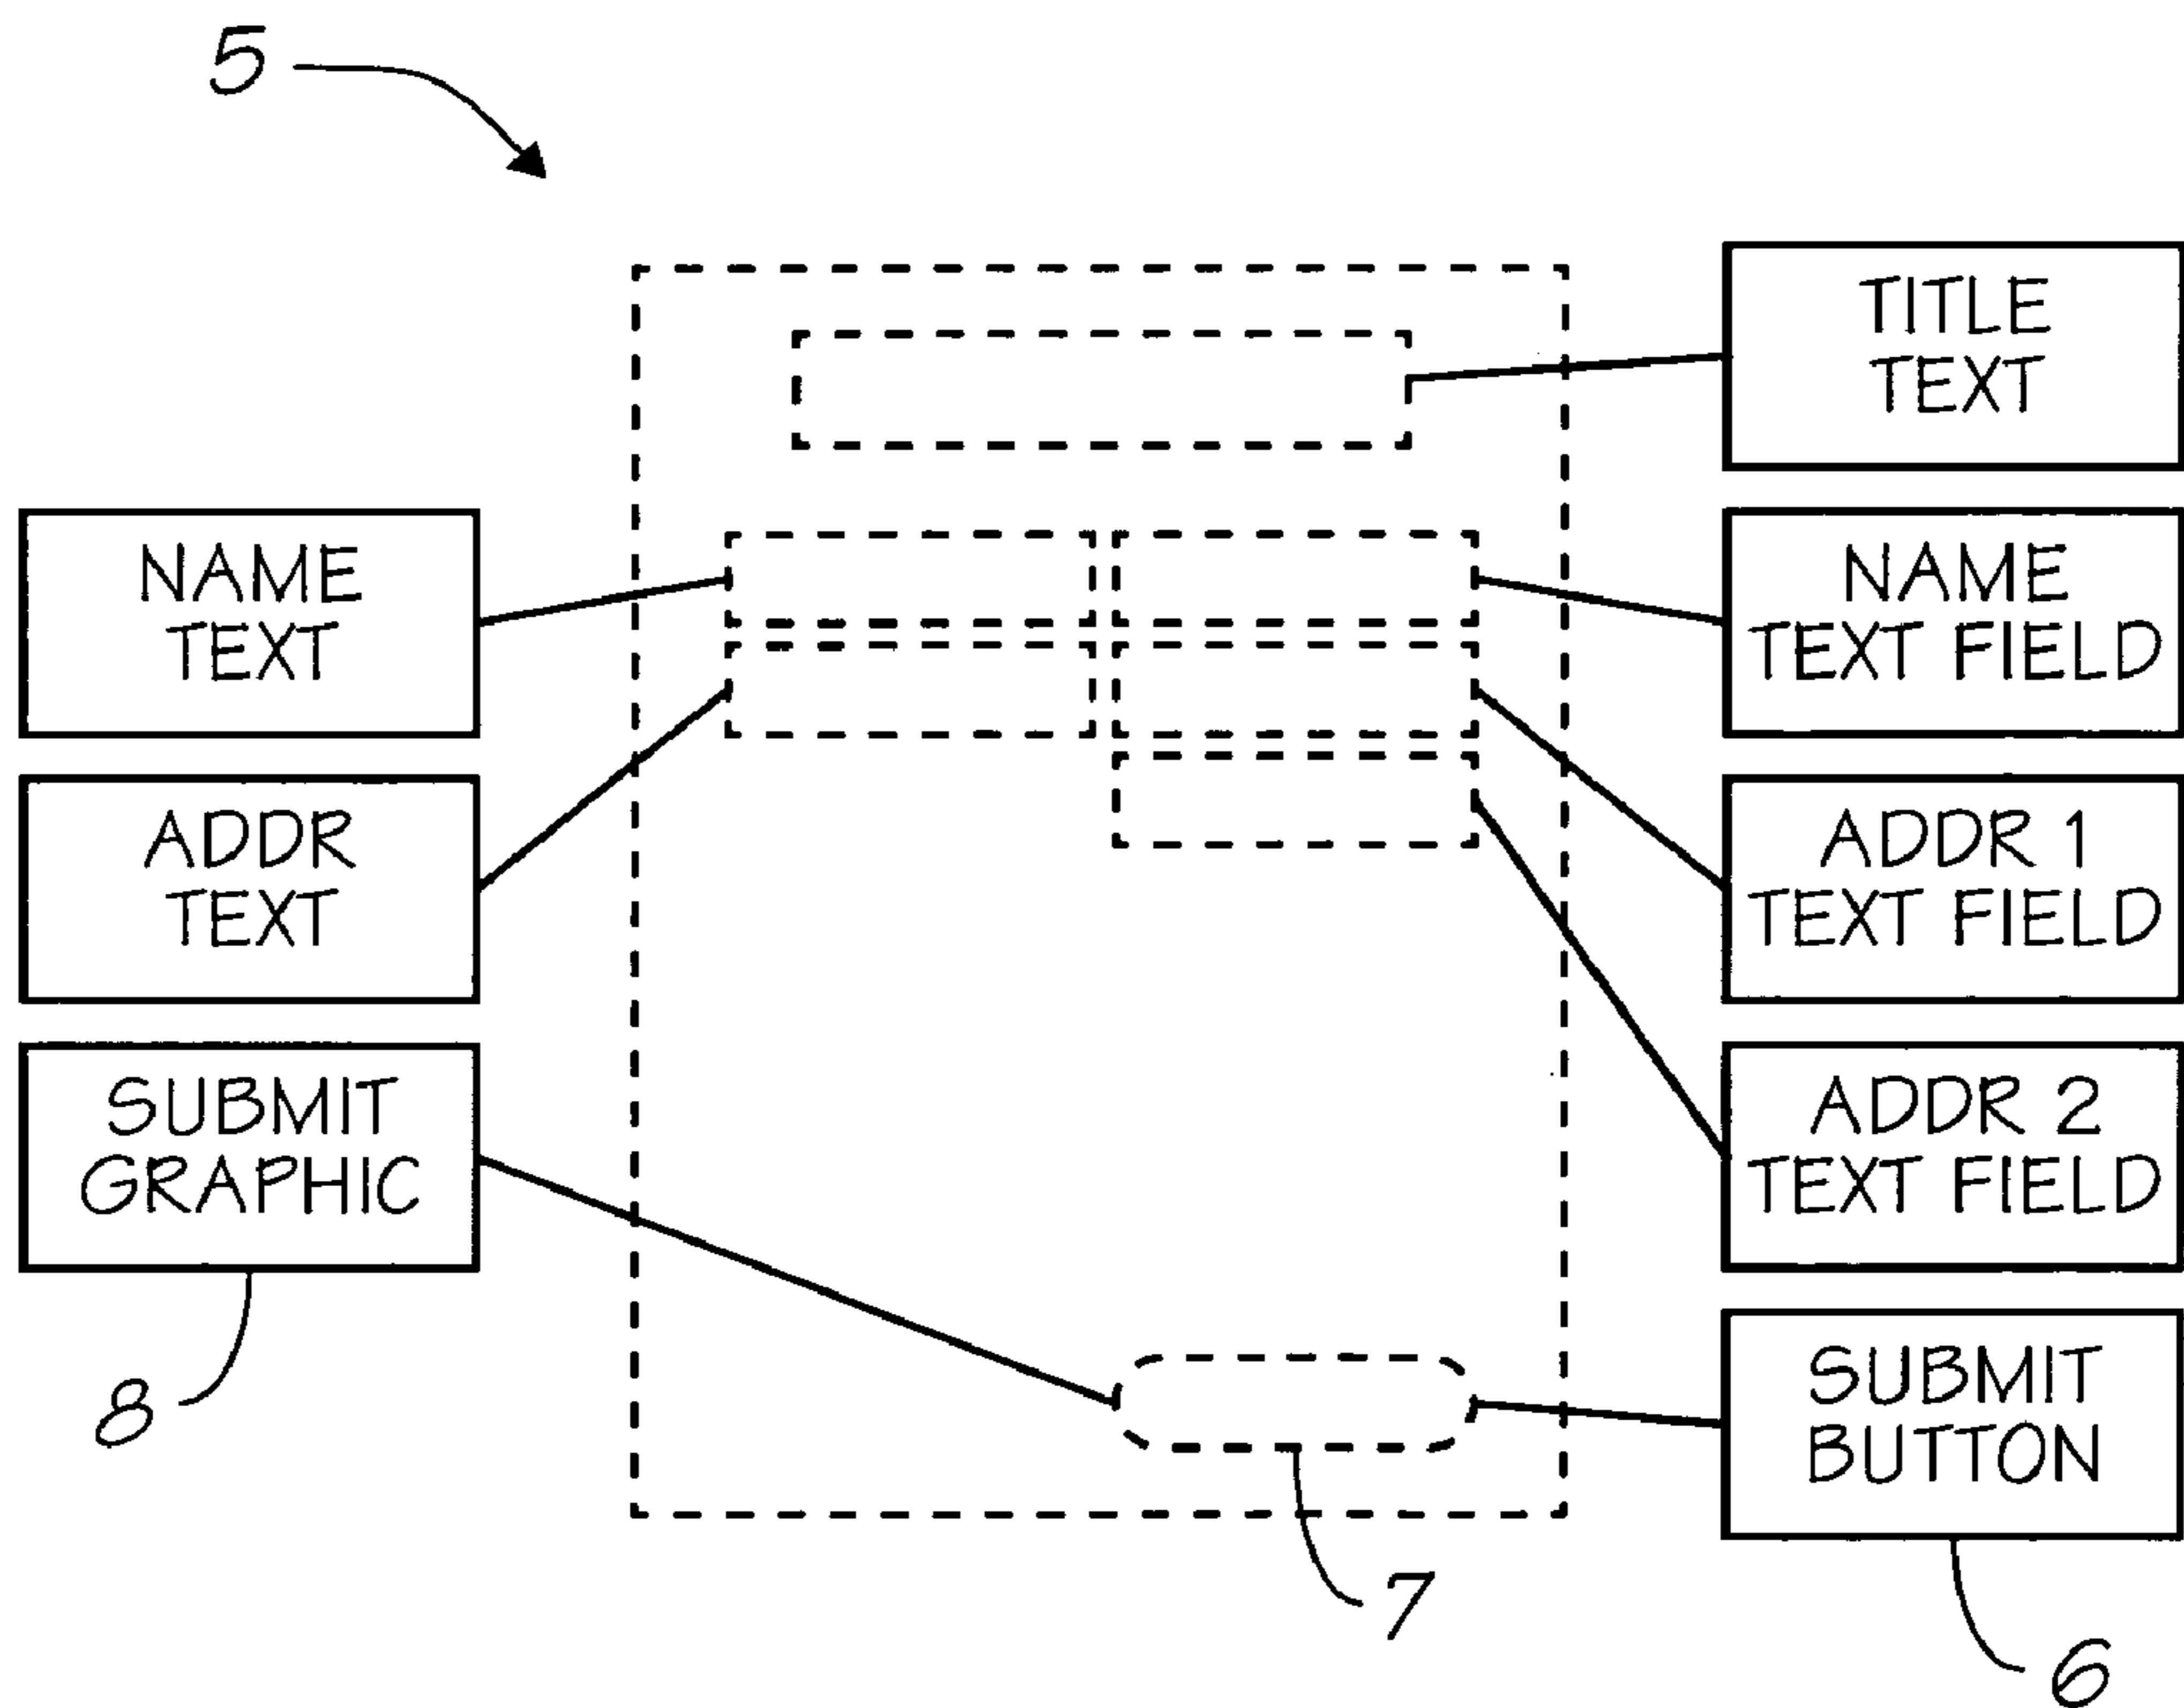 5
TITLE
TEXT
NAME
TEXT
NAME
TEXT FIELD
ADDR
TEXT
ADDR 1
TEXT FIELD
SUBMIT
GRAPHIC
ADDR 2
TEXT FIELD
SUBMIT
BUTTON
8
7
6